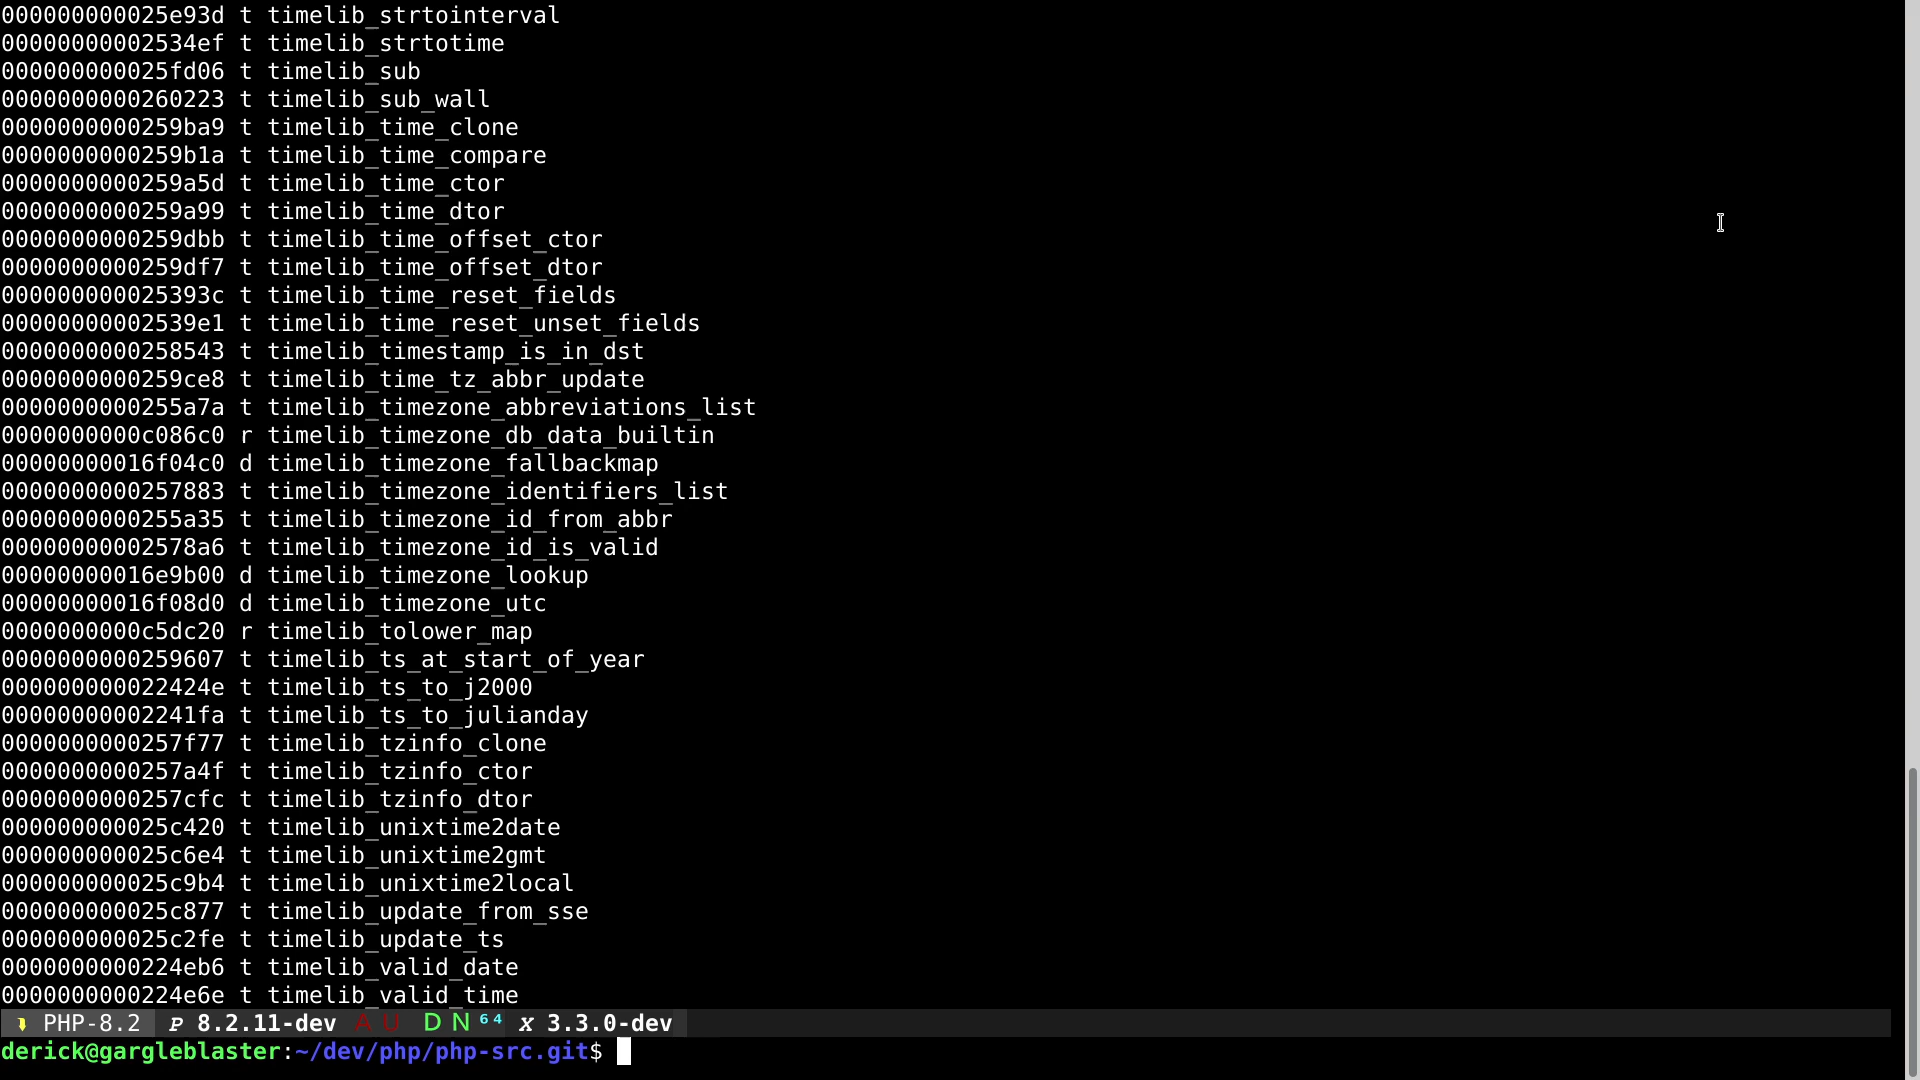 000000000025e93d t timelib_strtointerval
00000000002534ef t timelib_strtotime
000000000025fd06 t timelib_sub
0000000000260223 t timelib_sub_wall
0000000000259ba9 t timelib_time_clone
0000000000259b1a t timelib_time_compare
0000000000259a5d t timelib_time_ctor
0000000000259a99 t timelib_time_dtor
0000000000259dbb t timelib_time_offset_ctor
0000000000259df7 t timelib_time_offset_dtor
000000000025393c t timelib_time_reset_fields
00000000002539e1 t timelib_time_reset_unset_fields
0000000000258543 t timelib_timestamp_is_in_dst
0000000000259ce8 t timelib_time_tz_abbr_update
0000000000255a7a t timelib_timezone_abbreviations_list
0000000000c086c0 r timelib_timezone_db_data_builtin
00000000016f04c0 d timelib_timezone_fallbackmap
0000000000257883 t timelib_timezone_identifiers_list
0000000000255a35 t timelib_timezone_id_from_abbr
00000000002578a6 t timelib_timezone_id_is_valid
00000000016e9b00 d timelib_timezone_lookup
00000000016f08d0 d timelib_timezone_utc
0000000000c5dc20 r timelib_tolower_map
0000000000259607 t timelib_ts_at_start_of_year
000000000022424e t timelib_ts_to_j2000
00000000002241fa t timelib_ts_to_julianday
0000000000257f77 t timelib_tzinfo_clone
0000000000257a4f t timelib_tzinfo_ctor
0000000000257cfc t timelib_tzinfo_dtor
000000000025c420 t timelib_unixtime2date
000000000025c6e4 t timelib_unixtime2gmt
000000000025c9b4 t timelib_unixtime2local
000000000025c877 t timelib_update_from_sse
000000000025c2fe t timelib_update_ts
0000000000224eb6 t timelib_valid_date
0000000000224e6e t timelib_valid_time
PHP-8.2 P 8.2.11-dev A U D N ⁶⁴ X 3.3.0-dev
derick@gargleblaster:~/dev/php/php-src.git$